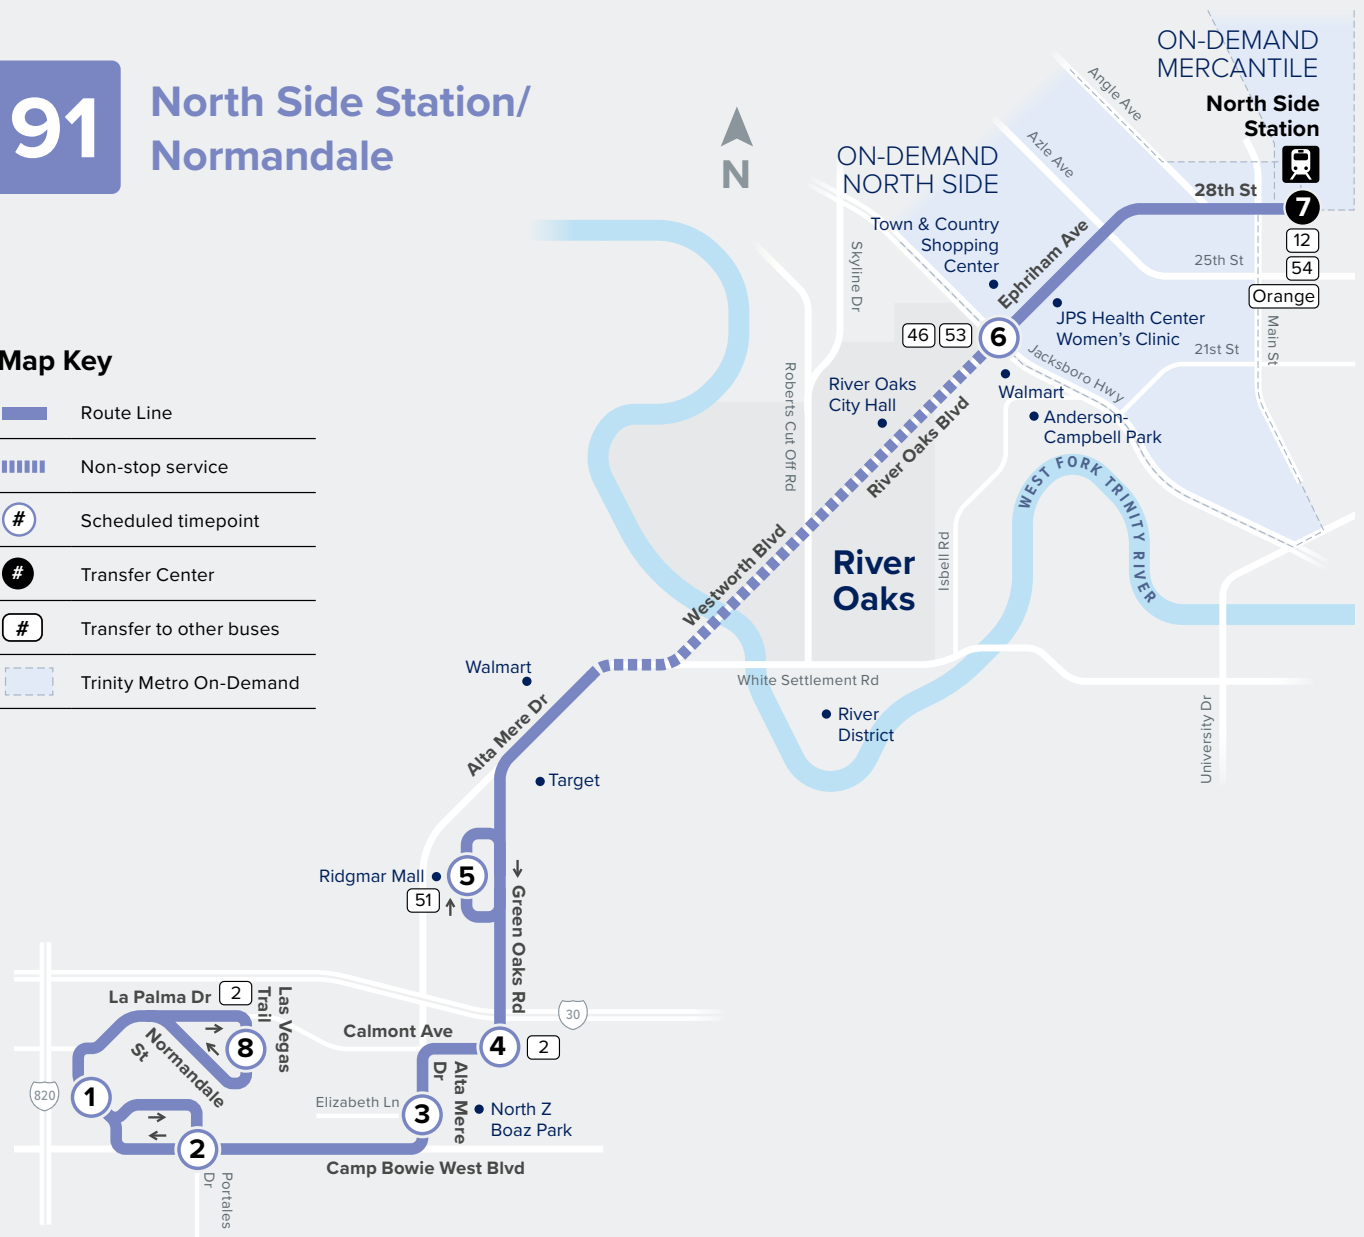 91
North Side Station/
Normandale
N
ON-DEMAND
MERCANTILE
North Side
Station
28th St
7
12
54
Orange
Angle Ave
Azle Ave
ON-DEMAND
NORTH SIDE
Town & Country
Shopping
Center
Ephriham Ave
25th St
Skyline Dr
JPS Health Center
Women's Clinic
46
53
6
21st St
Main St
Jacksboro Hwy
Map Key
Route Line
Non-stop service
#
Scheduled timepoint
#
Transfer Center
#
Transfer to other buses
Trinity Metro On-Demand
Roberts Cut Off Rd
River Oaks
City Hall
Walmart
River Oaks Blvd
Anderson-
Campbell Park
WEST FORK TRINITY RIVER
Westworth Blvd
River
Oaks
Isbell Rd
Walmart
White Settlement Rd
River
District
University Dr
Alta Mere Dr
Target
Ridgmar Mall
5
51
Green Oaks Rd
La Palma Dr
2
Las Vegas
Trail
30
Calmont Ave
4
2
Normandale
St
8
820
1
Elizabeth Ln
3
Alta Mere
Dr
North Z
Boaz Park
2
Camp Bowie West Blvd
Portales
Dr